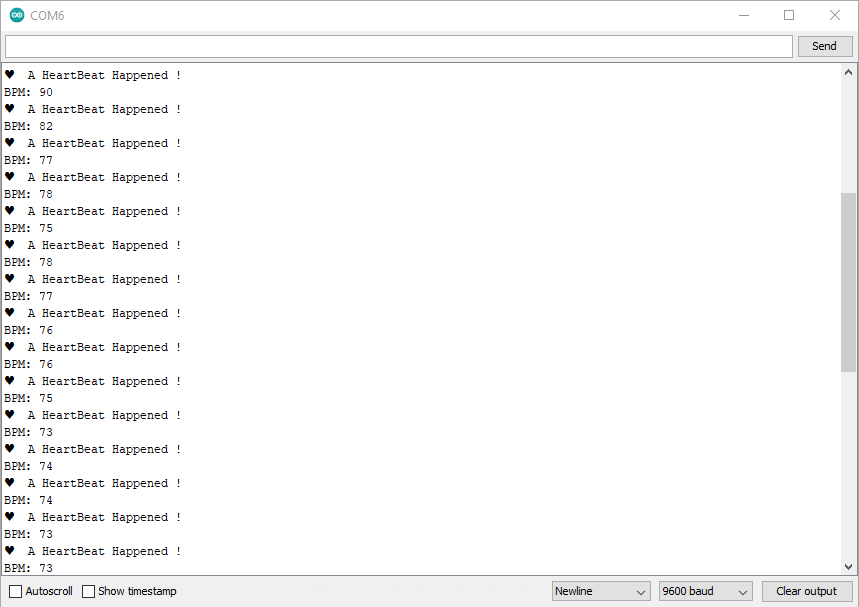 COM6
Send
♥  A HeartBeat Happened !
BPM: 90
♥  A HeartBeat Happened !
BPM: 82
♥  A HeartBeat Happened !
BPM: 77
♥  A HeartBeat Happened !
BPM: 78
♥  A HeartBeat Happened !
BPM: 75
♥  A HeartBeat Happened !
BPM: 78
♥  A HeartBeat Happened !
BPM: 77
♥  A HeartBeat Happened !
BPM: 76
♥  A HeartBeat Happened !
BPM: 76
♥  A HeartBeat Happened !
BPM: 75
♥  A HeartBeat Happened !
BPM: 73
♥  A HeartBeat Happened !
BPM: 74
♥  A HeartBeat Happened !
BPM: 74
♥  A HeartBeat Happened !
BPM: 73
♥  A HeartBeat Happened !
BPM: 73
Autoscroll Show timestamp Newline 9600 baud Clear output